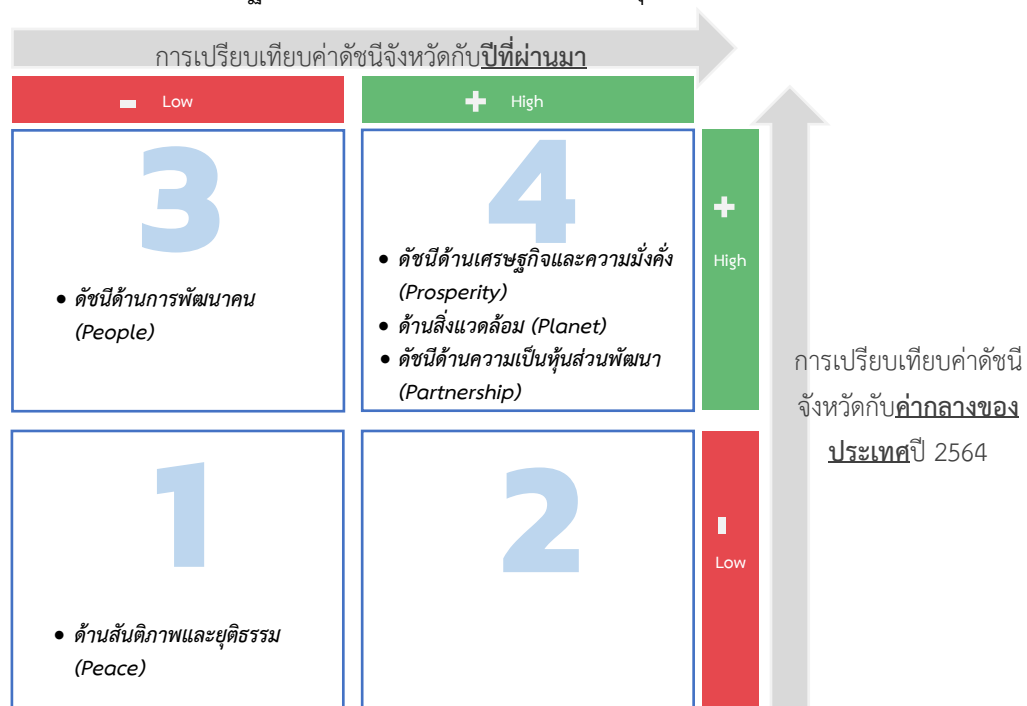 การเปรียบเทียบค่าดัชนีจังหวัดกับปีที่ผ่านมา
- Low
+ High
3
• ดัชนีด้านการพัฒนาคน
(People)
4
• ดัชนีด้านเศรษฐกิจและความมั่งคั่ง
(Prosperity)
• ด้านสิ่งแวดล้อม (Planet)
• ดัชนีด้านความเป็นหุ้นส่วนพัฒนา
(Partnership)
+
High
การเปรียบเทียบค่าดัชนี
จังหวัดกับค่ากลางของ
ประเทศปี 2564
1
• ด้านสันติภาพและยุติธรรม
(Peace)
2
-
Low